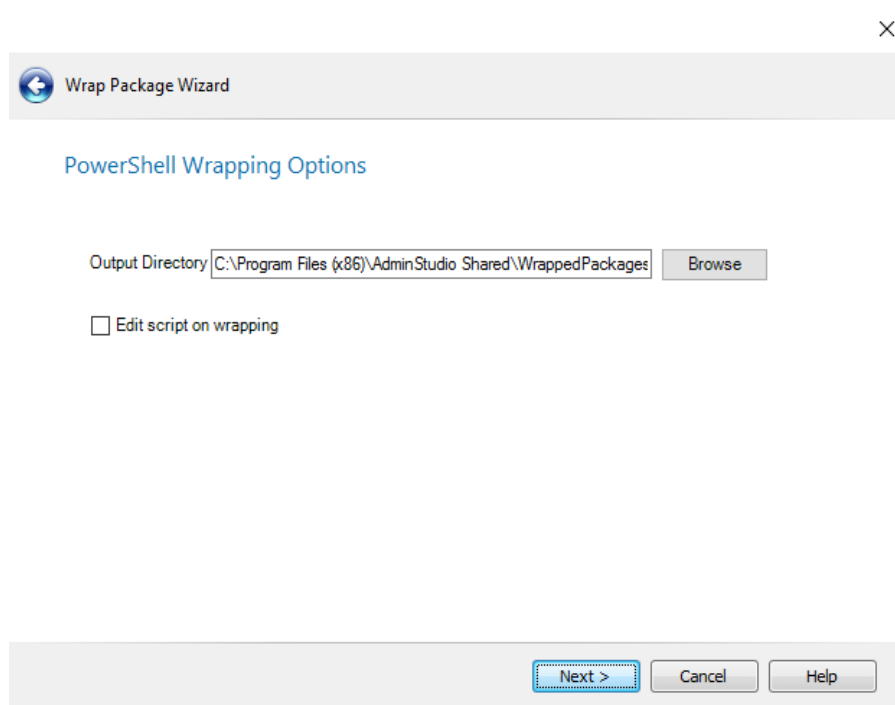 Wrap Package Wizard
PowerShell Wrapping Options
Output Directory C:\Program Files (x86)\AdminStudio Shared\WrappedPackages Browse
Edit script on wrapping
Next > Cancel Help